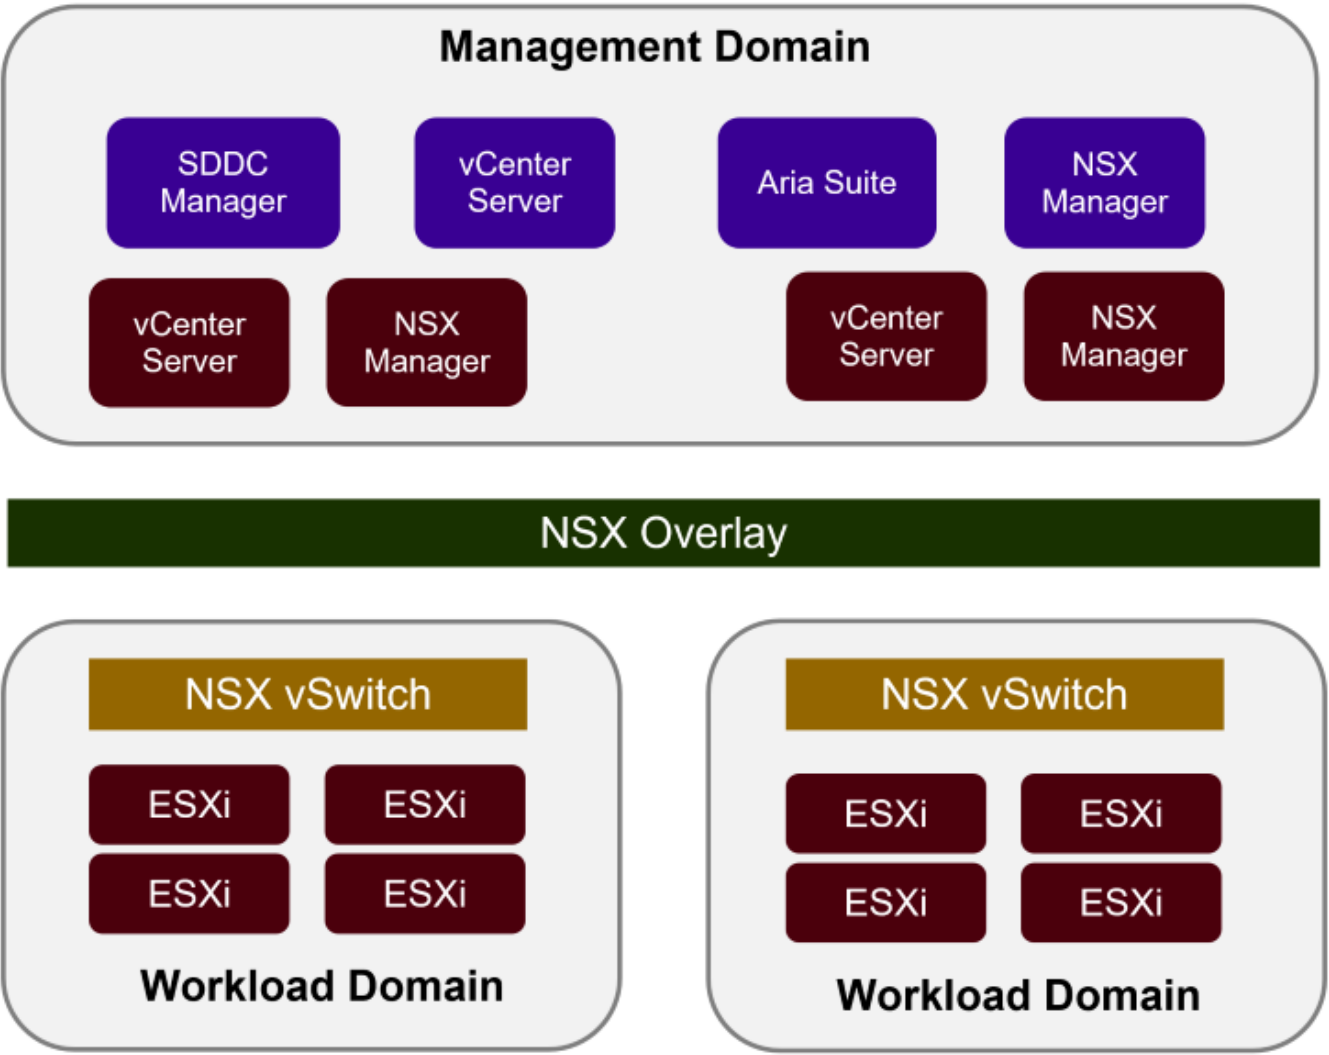 Management Domain
SDDC
Manager
vCenter
Server
Aria Suite
NSX
Manager
vCenter
Server
NSX
Manager
vCenter
Server
NSX
Manager
NSX Overlay
NSX vSwitch
ESXi
ESXi
ESXi
ESXi
Workload Domain
NSX vSwitch
ESXi
ESXi
ESXi
ESXi
Workload Domain